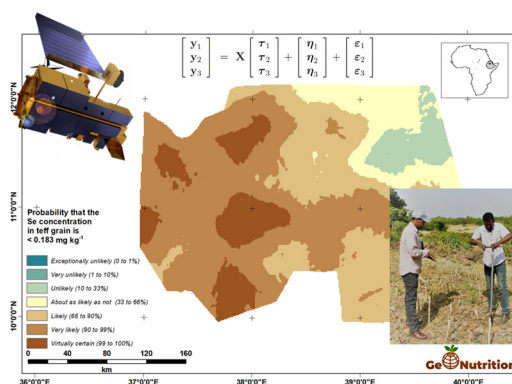 y₁ = X τ₁ + η₁ + ε₁
y₂ τ₂ η₂ ε₂
y₃ τ₃ η₃ ε₃
12°0'0"N
11°0'0"N
10°0'0"N
Probability that the
Se concentration
in teff grain is
< 0.183 mg kg⁻¹
Exceptionally unlikely (0 to 1%)
Very unlikely (1 to 10%)
Unlikely (10 to 33%)
About as likely as not (33 to 66%)
Likely (66 to 90%)
Very likely (90 to 99%)
Virtually certain (99 to 100%)
0 40 80 120 160
km
36°0'0"E 37°0'0"E 38°0'0"E 39°0'0"E 40°0'0"E
GeoNutrition